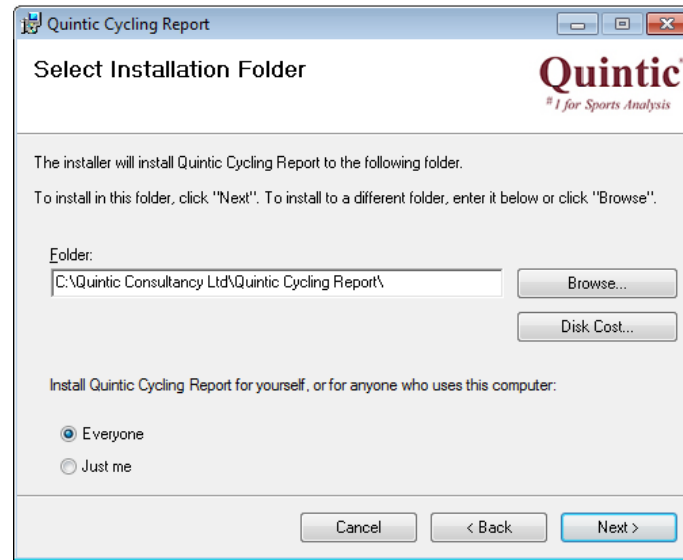 Quintic Cycling Report
Select Installation Folder
Quintic
#1 for Sports Analysis
The installer will install Quintic Cycling Report to the following folder.
To install in this folder, click "Next". To install to a different folder, enter it below or click "Browse".
Folder:
C:\Quintic Consultancy Ltd\Quintic Cycling Report\
Browse...
Disk Cost...
Install Quintic Cycling Report for yourself, or for anyone who uses this computer:
Everyone
Just me
Cancel
< Back
Next >